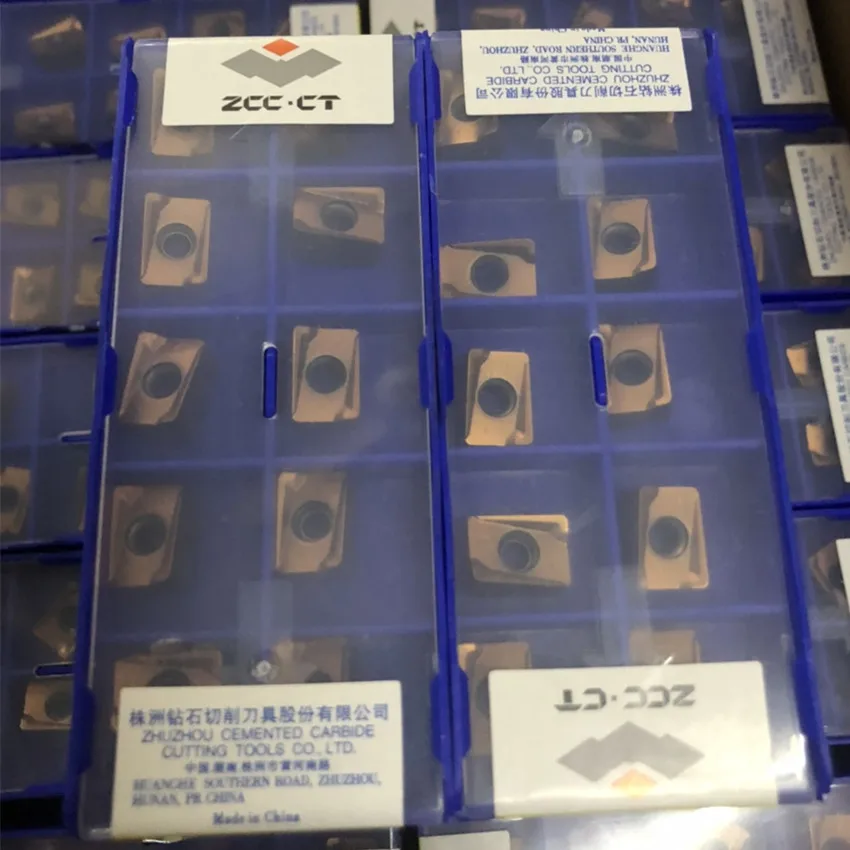 ZCC·CT
株洲钻石切削刀具股份有限公司
ZHUZHOU CEMENTED CARBIDE
CUTTING TOOLS CO., LTD.
中国湖南株洲市黄河南路
HUANGHE SOUTHERN ROAD, ZHUZHOU,
HUNAN, PR.CHINA
Made in China
株洲钻石切削刀具股份有限公司
ZHUZHOU CEMENTED CARBIDE
CUTTING TOOLS CO., LTD.
中国湖南株洲市黄河南路
HUANGHE SOUTHERN ROAD, ZHUZHOU,
HUNAN, PR.CHINA
Made in China
ZCC·CT